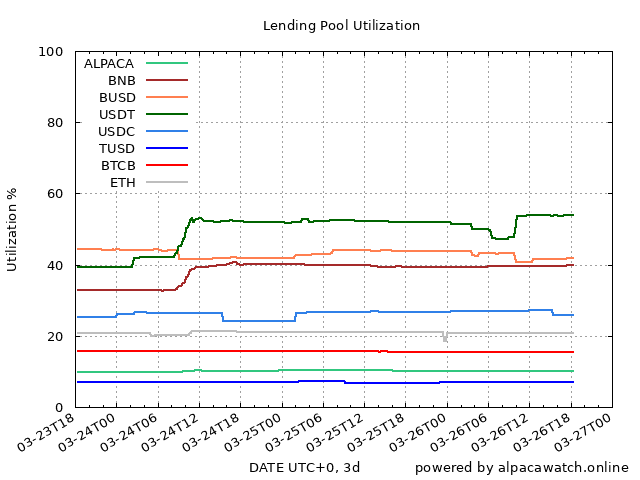 Lending Pool Utilization
100
80
60
40
20
0
Utilization %
ALPACA
BNB
BUSD
USDT
USDC
TUSD
BTCB
ETH
03-23T18
03-24T00
03-24T06
03-24T12
03-24T18
03-25T00
03-25T06
03-25T12
03-25T18
03-26T00
03-26T06
03-26T12
03-26T18
03-27T00
DATE UTC+0, 3d
powered by alpacawatch.online